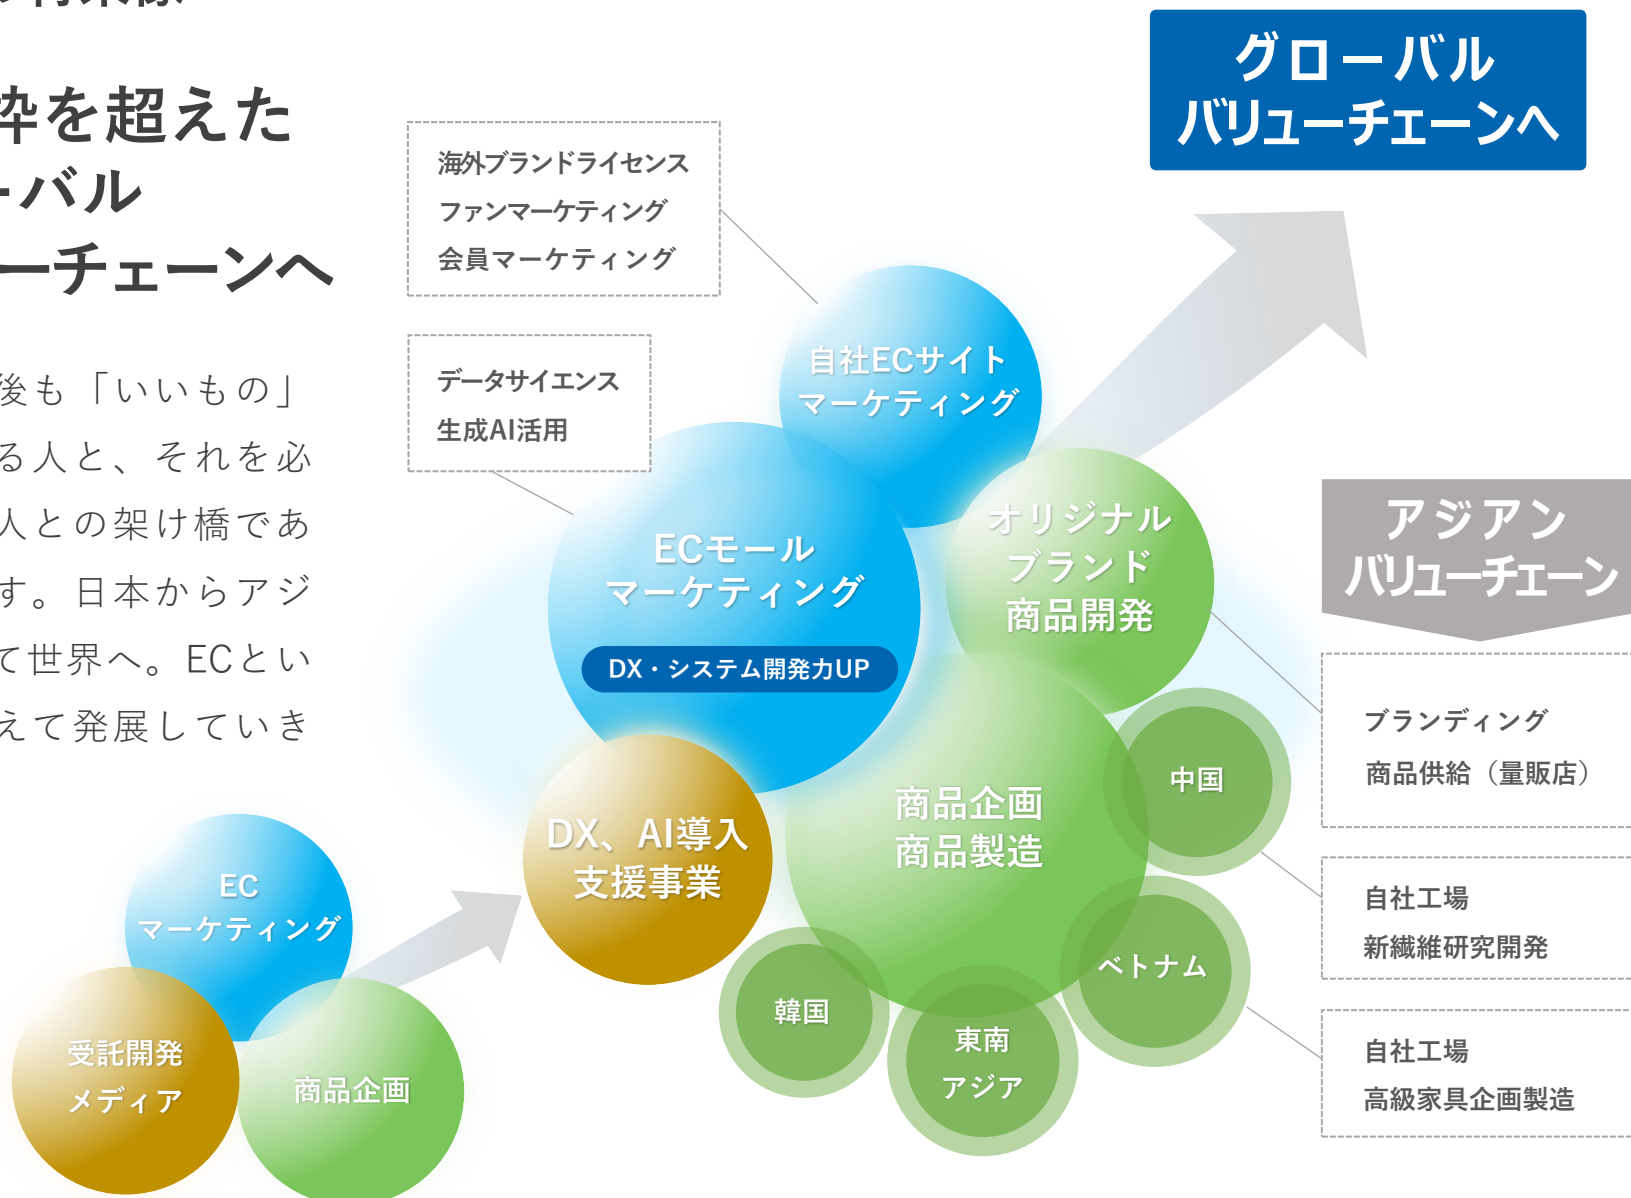 枠を超えた
ーバル
ーチェーンへ
後も「いいもの」
る人と、それを必
人との架け橋であ
す。日本からアジ
て世界へ。ECとい
えて発展していき
グローバル
バリューチェーンへ
海外ブランドライセンス
ファンマーケティング
会員マーケティング
データサイエンス
生成AI活用
自社ECサイト
マーケティング
ECモール
マーケティング
DX・システム開発力UP
オリジナル
ブランド
商品開発
アジアン
バリューチェーン
ブランディング
商品供給（量販店）
中国
商品企画
商品製造
DX、AI導入
支援事業
自社工場
新繊維研究開発
ベトナム
韓国
東南
アジア
自社工場
高級家具企画製造
EC
マーケティング
受託開発
メディア
商品企画